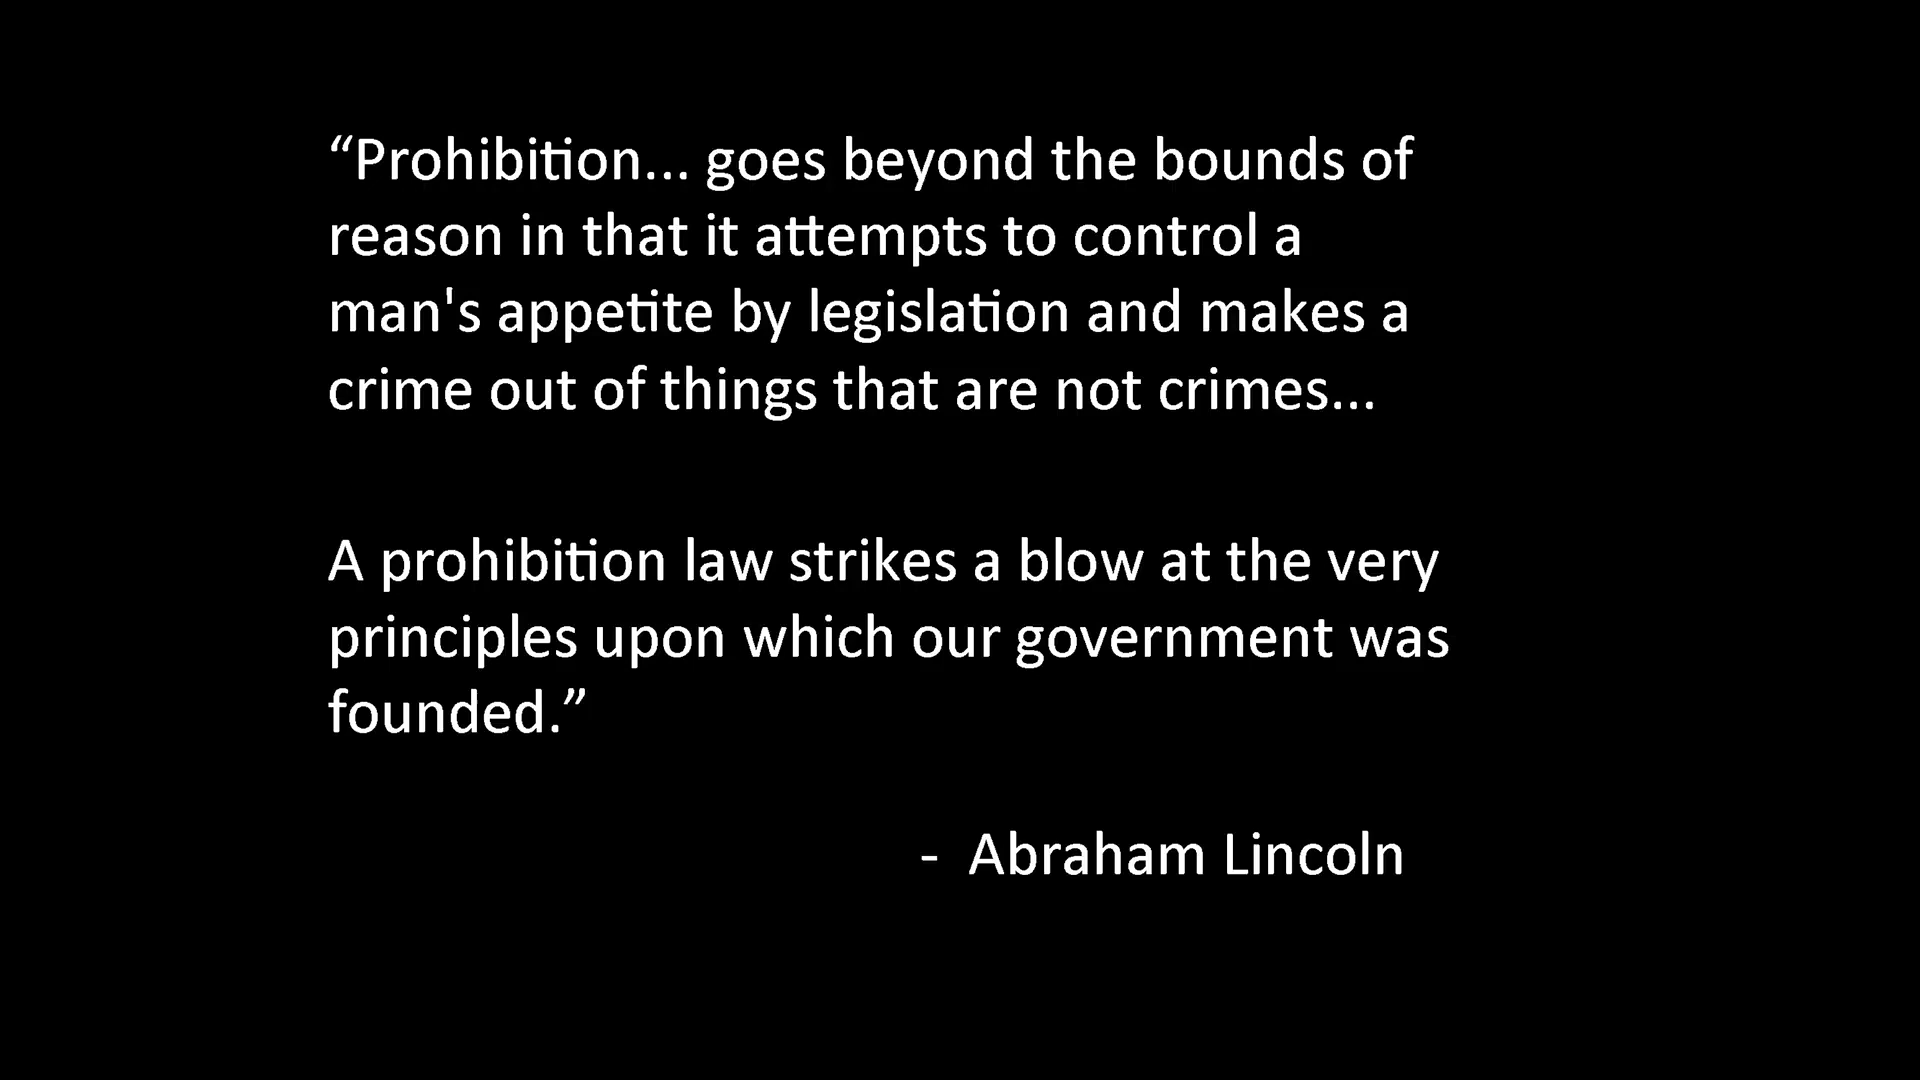 “Prohibition... goes beyond the bounds of
reason in that it attempts to control a
man's appetite by legislation and makes a
crime out of things that are not crimes...
A prohibition law strikes a blow at the very
principles upon which our government was
founded.”
- Abraham Lincoln